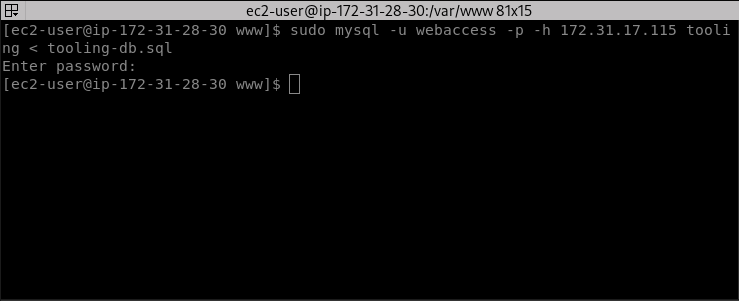 ec2-user@ip-172-31-28-30:/var/www 81x15
[ec2-user@ip-172-31-28-30 www]$ sudo mysql -u webaccess -p -h 172.31.17.115 tooli
ng < tooling-db.sql
Enter password:
[ec2-user@ip-172-31-28-30 www]$